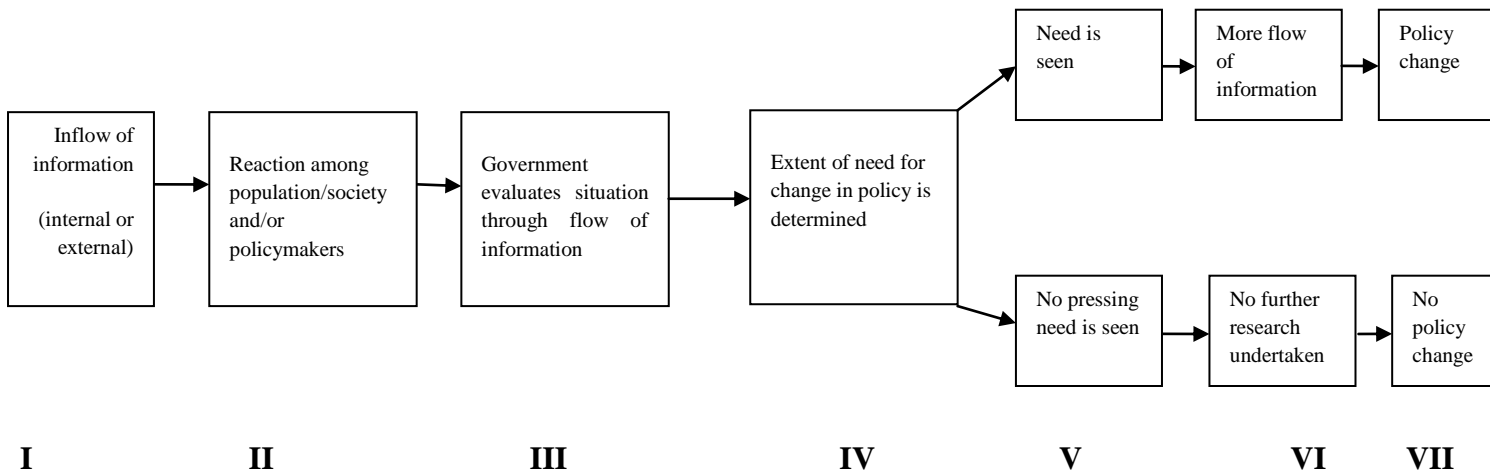 Inflow of
information
(internal or
external)
Reaction among
population/society
and/or
policymakers
Government
evaluates situation
through flow of
information
Extent of need for
change in policy is
determined
Need is
seen
More flow
of
information
Policy
change
No pressing
need is seen
No further
research
undertaken
No
policy
change
I II III IV V VI VII